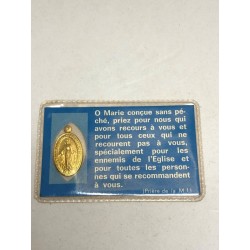 O Marie conçue sans pé-
ché, priez pour nous qui
avons recours à vous et
pour tous ceux qui ne
recourent pas à vous,
spécialement pour les
ennemis de l'Eglise et
pour toutes les person-
nes qui se recommandent
à vous.
(Prière de la